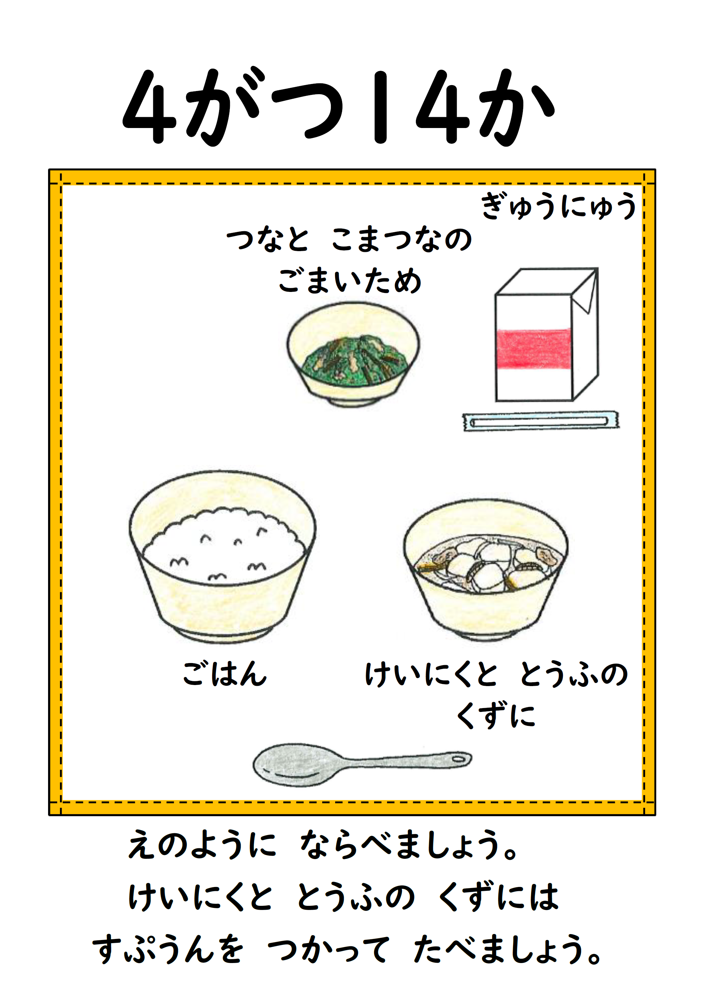 4がつ14か
ぎゅうにゅう
つなと こまつなの
ごまいため
ごはん
けいにくと とうふの
くずに
えのように ならべましょう。
けいにくと とうふの くずには
すぷうんを つかって たべましょう。